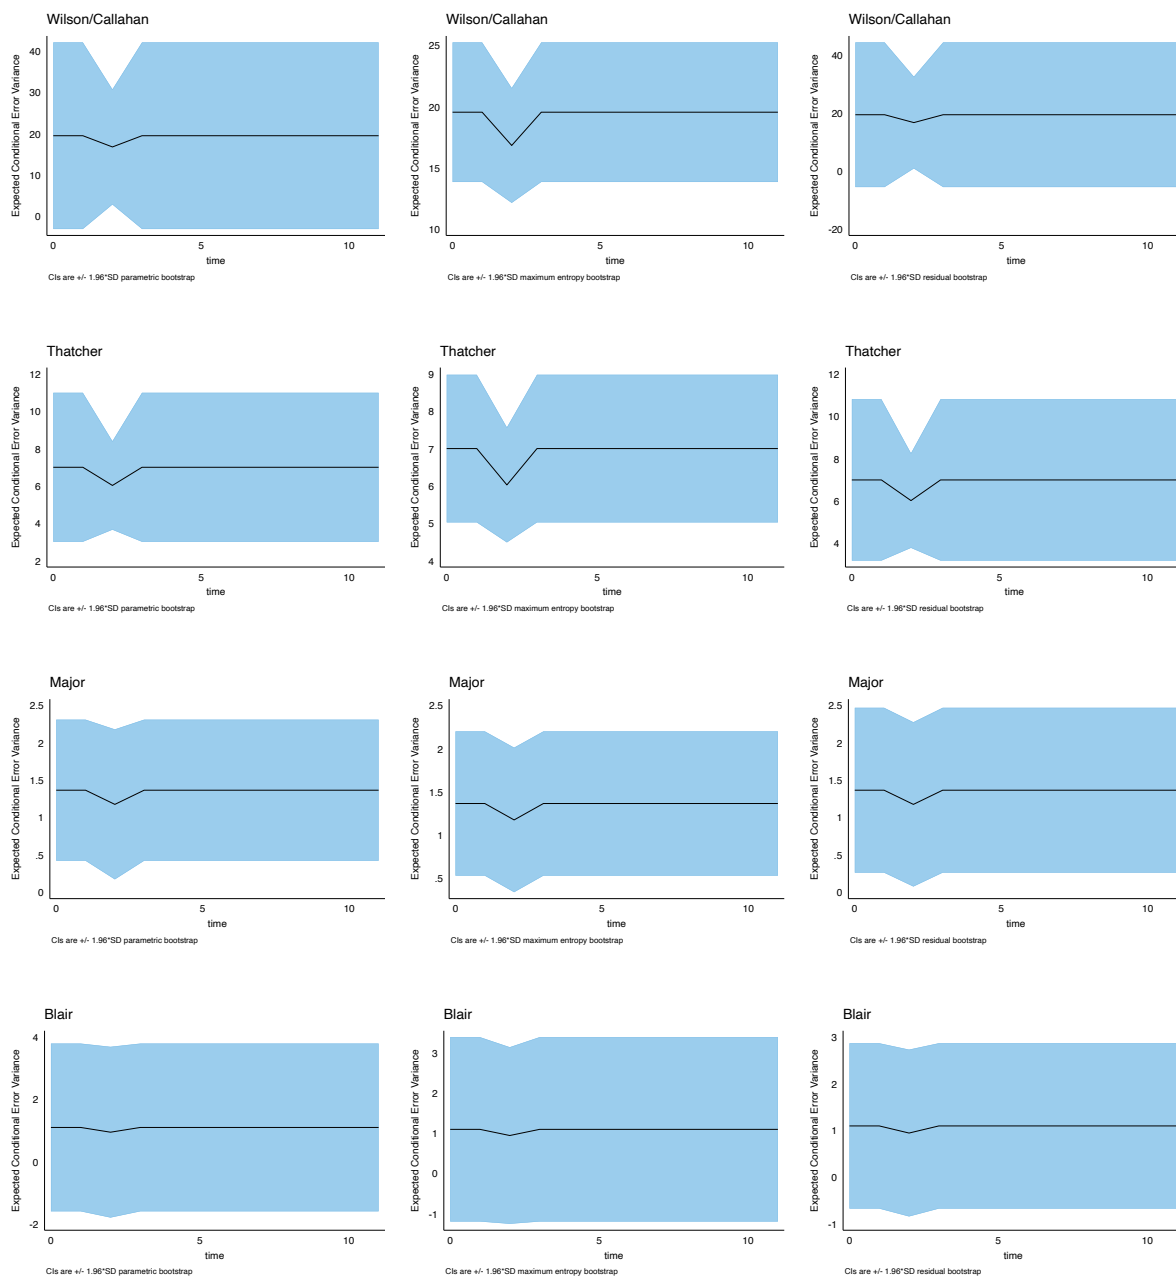 Wilson/Callahan
Expected Conditional Error Variance
40
30
20
10
0
0 5 10
time
CIs are +/- 1.96*SD parametric bootstrap
Wilson/Callahan
Expected Conditional Error Variance
25
20
15
10
0 5 10
time
CIs are +/- 1.96*SD maximum entropy bootstrap
Wilson/Callahan
Expected Conditional Error Variance
40
20
0
-20
0 5 10
time
CIs are +/- 1.96*SD residual bootstrap
Thatcher
Expected Conditional Error Variance
12
10
8
6
4
2
0 5 10
time
CIs are +/- 1.96*SD parametric bootstrap
Thatcher
Expected Conditional Error Variance
9
8
7
6
5
4
0 5 10
time
CIs are +/- 1.96*SD maximum entropy bootstrap
Thatcher
Expected Conditional Error Variance
12
10
8
6
4
0 5 10
time
CIs are +/- 1.96*SD residual bootstrap
Major
Expected Conditional Error Variance
2.5
2
1.5
1
.5
0
0 5 10
time
CIs are +/- 1.96*SD parametric bootstrap
Major
Expected Conditional Error Variance
2.5
2
1.5
1
.5
0 5 10
time
CIs are +/- 1.96*SD maximum entropy bootstrap
Major
Expected Conditional Error Variance
2.5
2
1.5
1
.5
0
0 5 10
time
CIs are +/- 1.96*SD residual bootstrap
Blair
Expected Conditional Error Variance
4
2
0
-2
0 5 10
time
CIs are +/- 1.96*SD parametric bootstrap
Blair
Expected Conditional Error Variance
3
2
1
0
-1
0 5 10
time
CIs are +/- 1.96*SD maximum entropy bootstrap
Blair
Expected Conditional Error Variance
3
2
1
0
-1
0 5 10
time
CIs are +/- 1.96*SD residual bootstrap